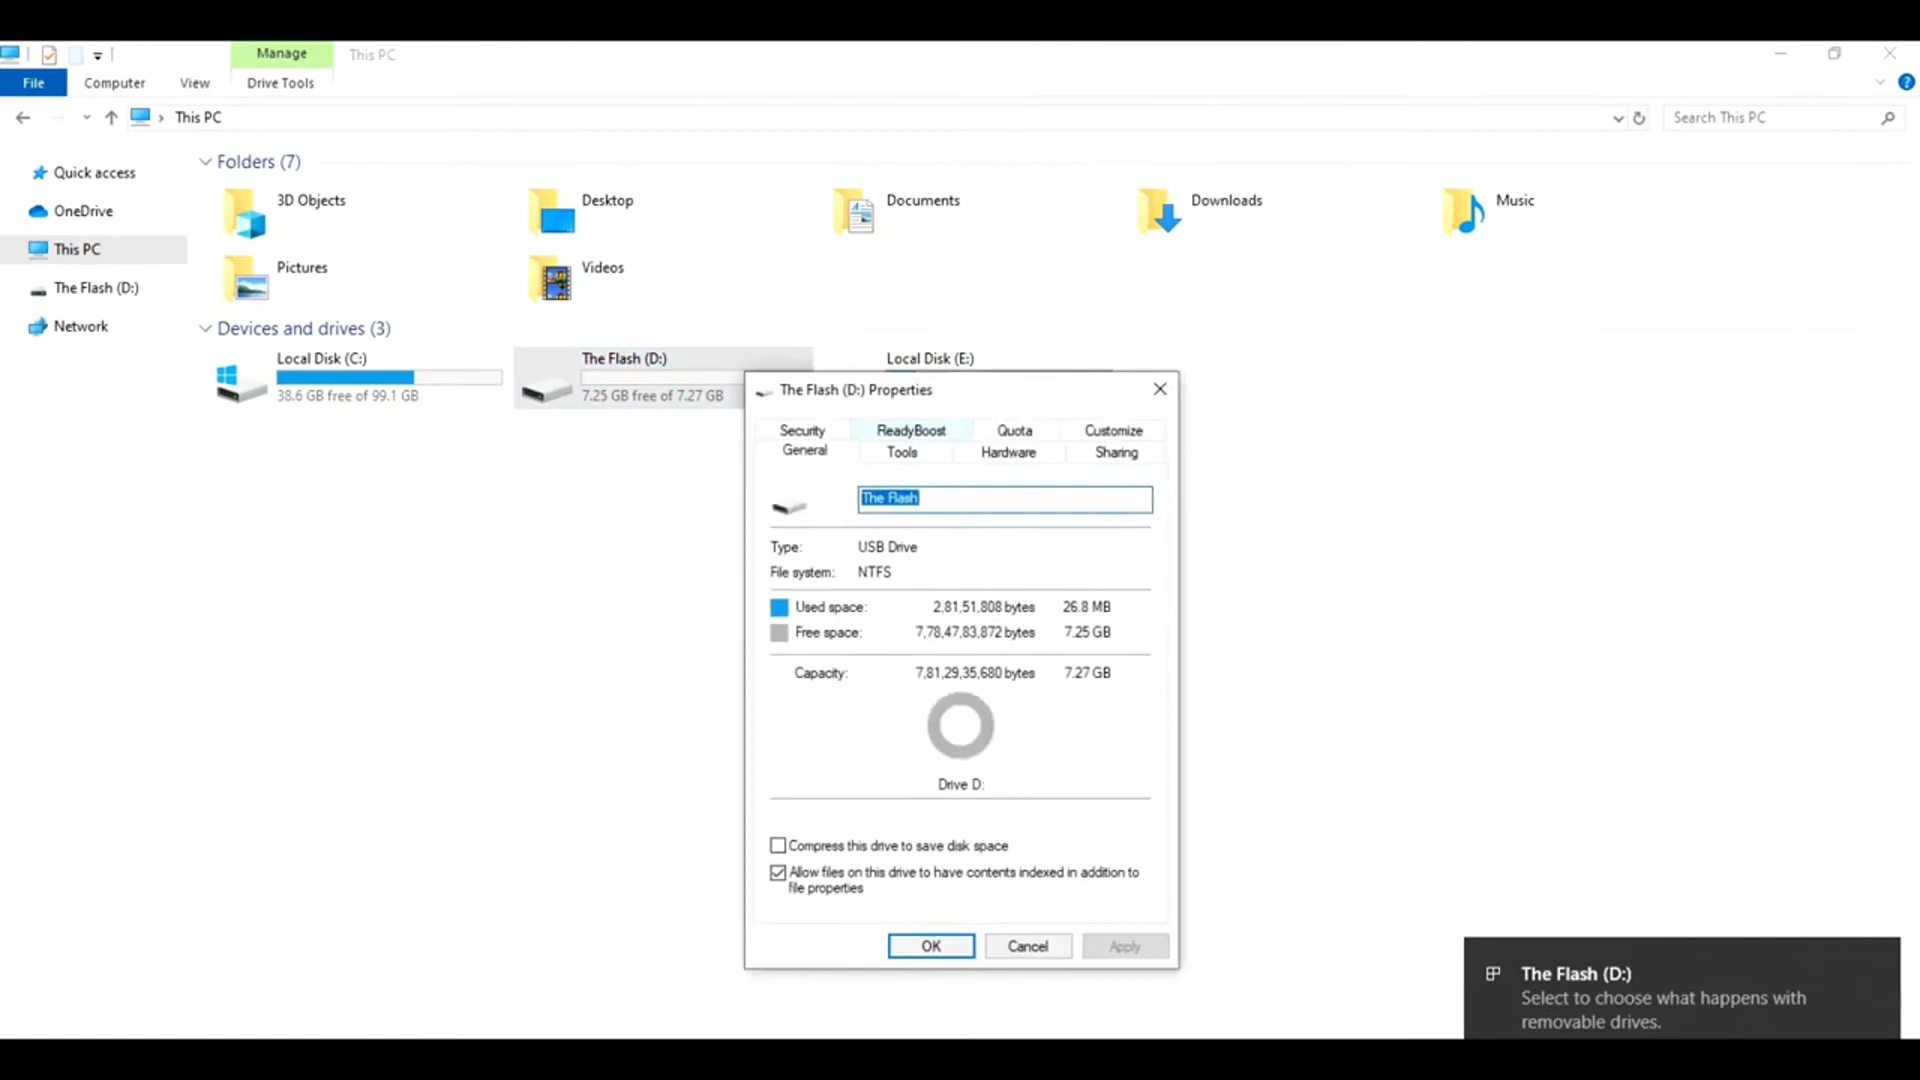 Manage
This PC
File
Computer
View
Drive Tools
This PC
Search This PC
Quick access
OneDrive
This PC
The Flash (D:)
Network
Folders (7)
3D Objects
Desktop
Documents
Downloads
Music
Pictures
Videos
Devices and drives (3)
Local Disk (C:)
38.6 GB free of 99.1 GB
The Flash (D:)
7.25 GB free of 7.27 GB
Local Disk (E:)
The Flash (D:) Properties
Security
ReadyBoost
Quota
Customize
General
Tools
Hardware
Sharing
The Flash
Type: USB Drive
File system: NTFS
Used space: 2,81,51,808 bytes 26.8 MB
Free space: 7,78,47,83,872 bytes 7.25 GB
Capacity: 7,81,29,35,680 bytes 7.27 GB
Drive D:
Compress this drive to save disk space
Allow files on this drive to have contents indexed in addition to
file properties
OK
Cancel
Apply
The Flash (D:)
Select to choose what happens with
removable drives.